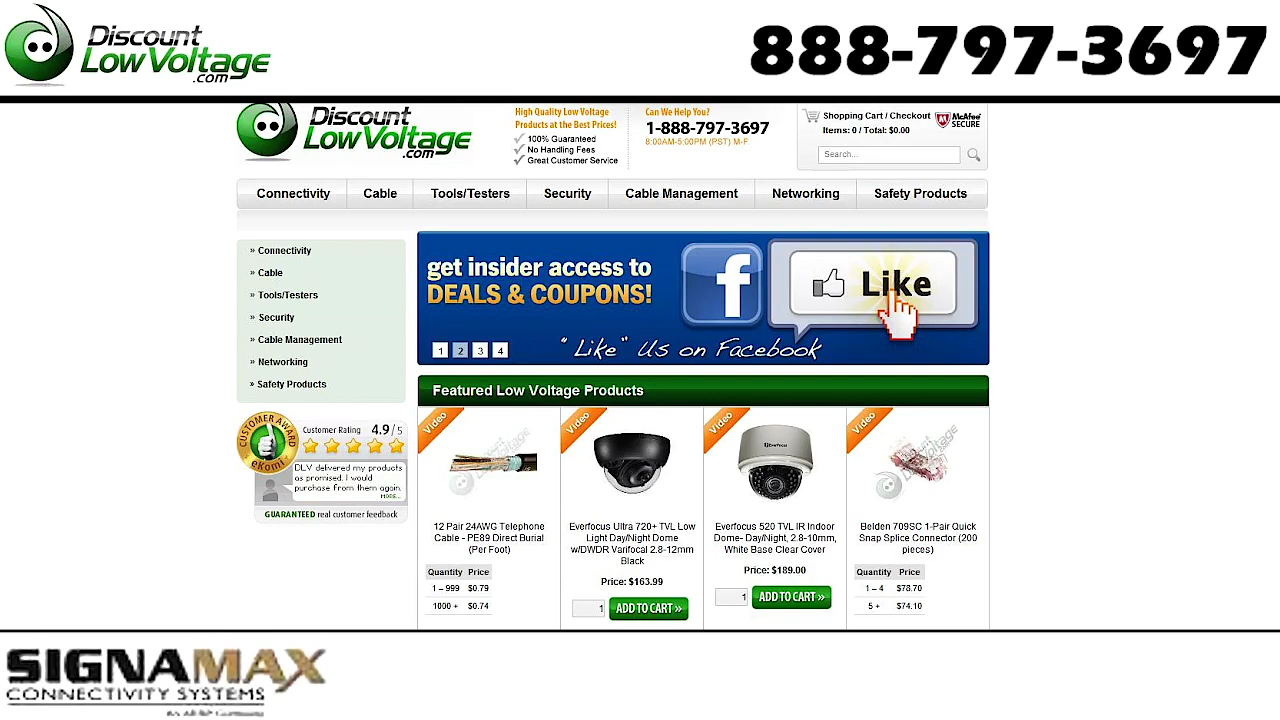 Discount
LowVoltage
.com
888-797-3697
Discount
LowVoltage
.com
High Quality Low Voltage
Products at the Best Prices!
100% Guaranteed
No Handling Fees
Great Customer Service
Can We Help You?
1-888-797-3697
8:00AM-5:00PM (PST) M-F
Shopping Cart / Checkout
Items: 0 / Total: $0.00
McAfee
SECURE
Search...
Connectivity Cable Tools/Testers Security Cable Management Networking Safety Products
» Connectivity
» Cable
» Tools/Testers
» Security
» Cable Management
» Networking
» Safety Products
get insider access to
DEALS & COUPONS!
f
Like
1 2 3 4
"Like" Us on Facebook
CUSTOMER AWARD
eKomi
Customer Rating 4.9 / 5
DLV delivered my products
as promised. I would
purchase from them again.
MORE...
GUARANTEED real customer feedback
Featured Low Voltage Products
Video
Video
Video
Video
12 Pair 24AWG Telephone
Cable - PE89 Direct Burial
(Per Foot)
Quantity Price
1 – 999 $0.79
1000 + $0.74
Everfocus Ultra 720+ TVL Low
Light Day/Night Dome
w/DWDR Varifocal 2.8-12mm
Black
Price: $163.99
1 ADD TO CART »
EverFocus
Everfocus 520 TVL IR Indoor
Dome- Day/Night, 2.8-10mm,
White Base Clear Cover
Price: $189.00
1 ADD TO CART »
Belden 709SC 1-Pair Quick
Snap Splice Connector (200
pieces)
Quantity Price
1 – 4 $78.70
5 + $74.10
SIGNAMAX
CONNECTIVITY SYSTEMS